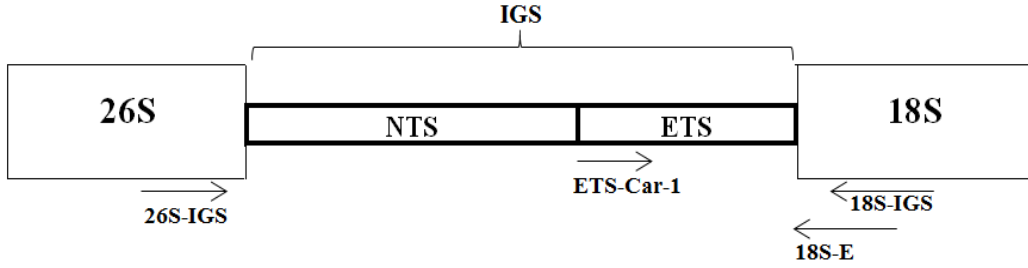 IGS
26S
NTS
ETS
18S
ETS-Car-1
26S-IGS
18S-IGS
18S-E